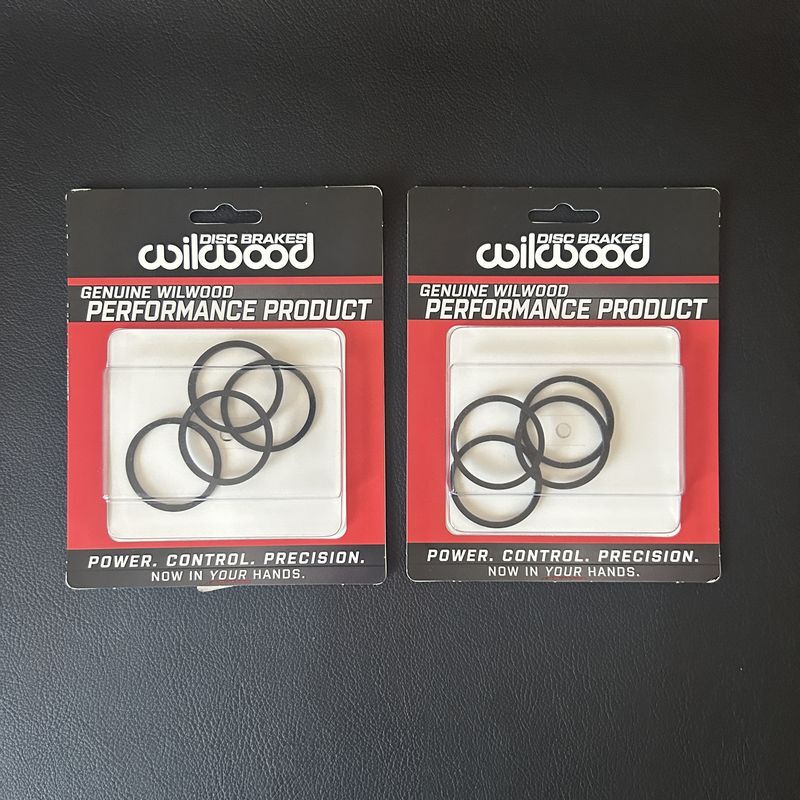 DISC BRAKES
wilwood
GENUINE WILWOOD
PERFORMANCE PRODUCT
POWER. CONTROL. PRECISION.
NOW IN YOUR HANDS.
DISC BRAKES
wilwood
GENUINE WILWOOD
PERFORMANCE PRODUCT
POWER. CONTROL. PRECISION.
NOW IN YOUR HANDS.